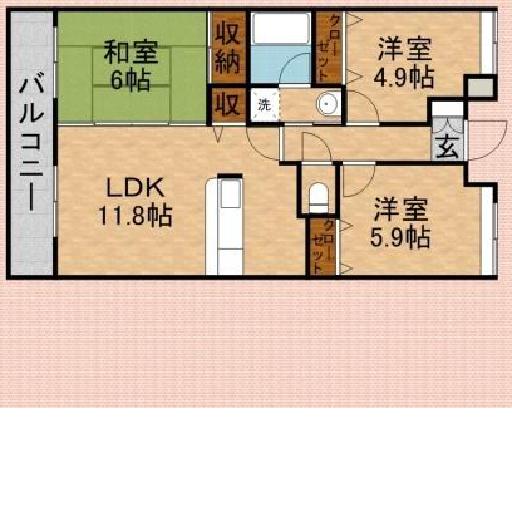 バルコニー
和室
6帖
収納
収
クローゼット
洋室
4.9帖
洗
玄
LDK
11.8帖
洋室
5.9帖
クローゼット